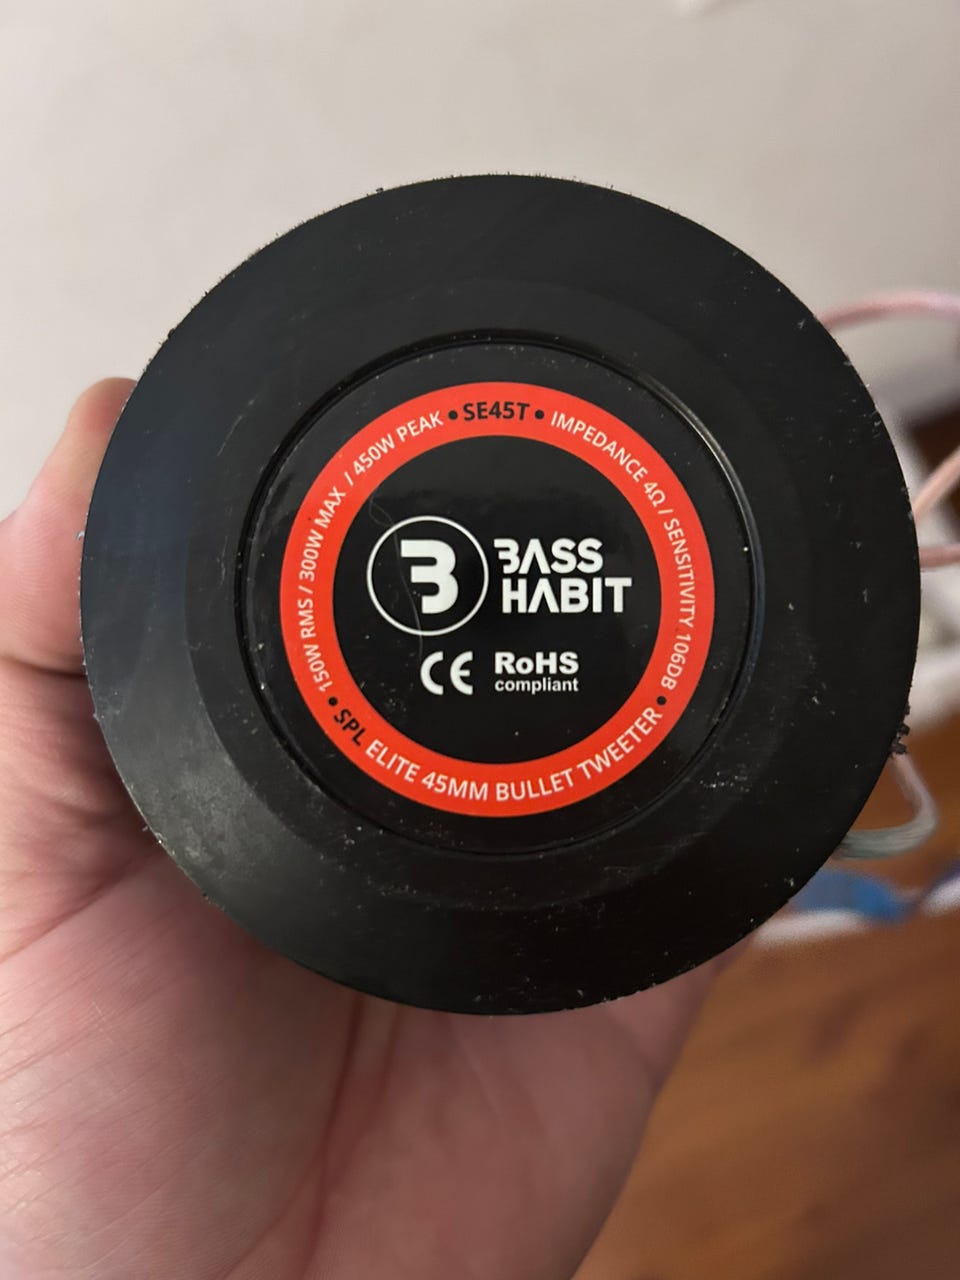 150W RMS / 300W MAX / 450W PEAK • SE45T • IMPEDANCE 4Ω / SENSITIVITY 106DB •
BASS
HABIT
CE RoHS
compliant
• SPL ELITE 45MM BULLET TWEETER •